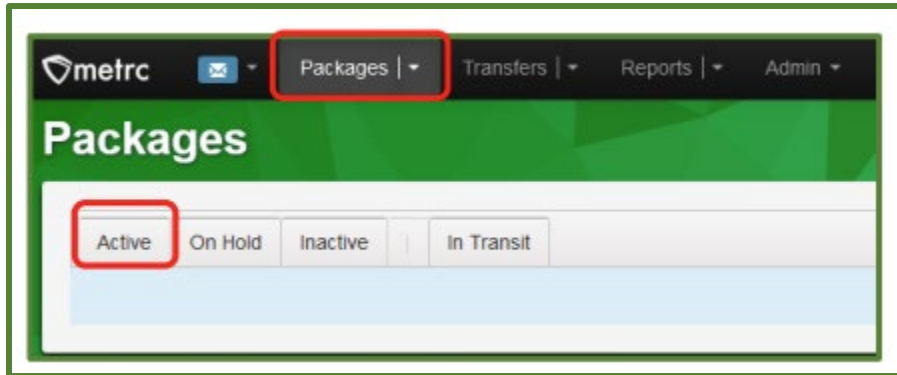 metrc Packages | Transfers | Reports | Admin
Packages
Active On Hold Inactive | In Transit